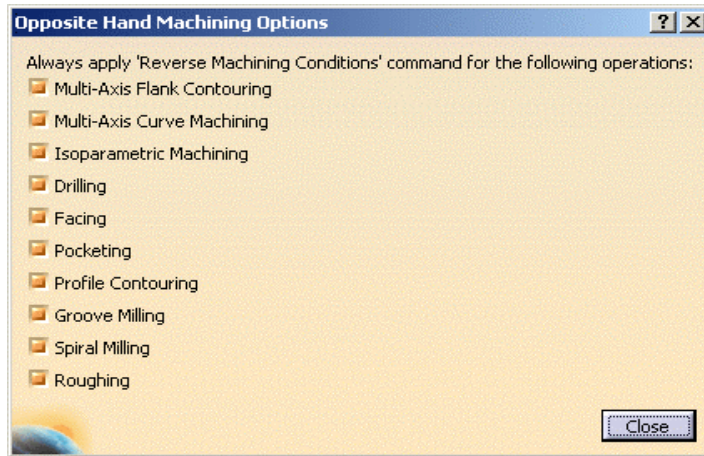 Opposite Hand Machining Options
Always apply 'Reverse Machining Conditions' command for the following operations:
Multi-Axis Flank Contouring
Multi-Axis Curve Machining
Isoparametric Machining
Drilling
Facing
Pocketing
Profile Contouring
Groove Milling
Spiral Milling
Roughing
Close